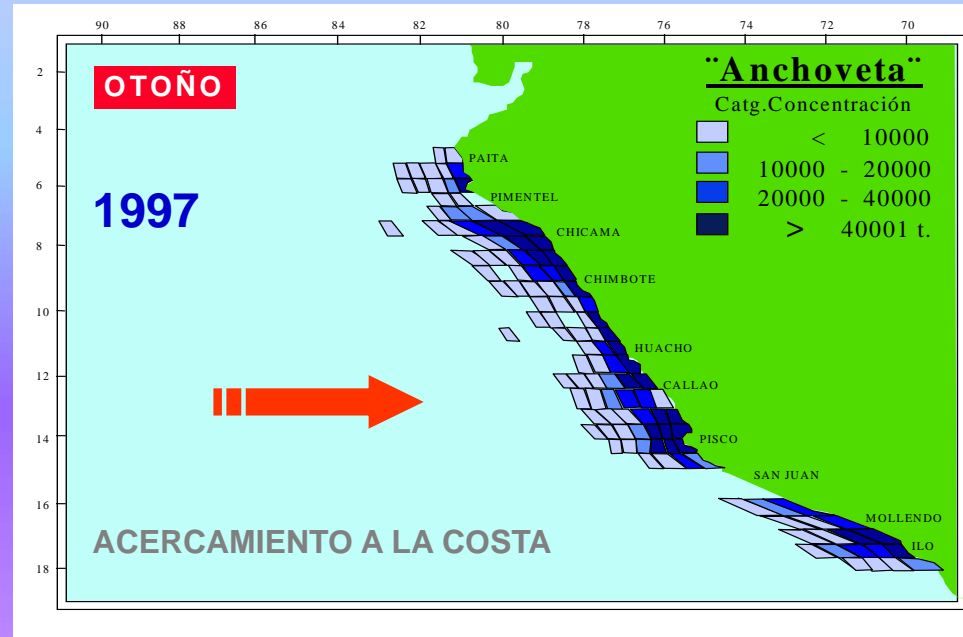 90 88 84 82 80 78 76 74 72 70
2
4
6
8
10
12
14
16
18
OTOÑO
1997
¨Anchoveta¨
Catg.Concentración
< 10000
10000 - 20000
20000 - 40000
> 40001 t.
PAITA
PIMENTEL
CHICAMA
CHIMBOTE
HUACHO
CALLAO
PISCO
SAN JUAN
MOLLENDO
ILO
ACERCAMIENTO A LA COSTA